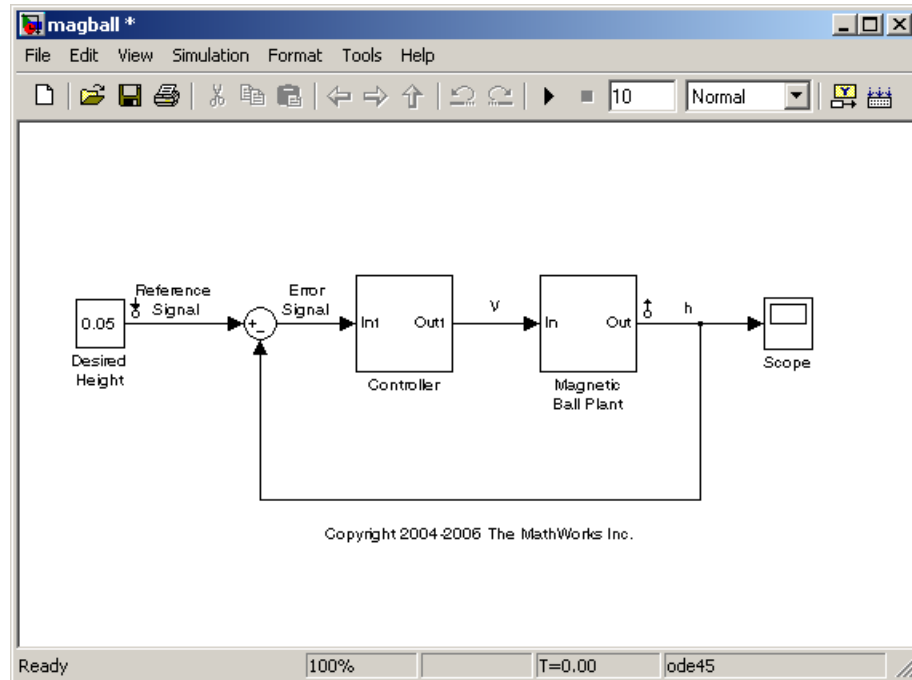 magball *
File Edit View Simulation Format Tools Help
10 Normal
Reference
Signal
Error
Signal
0.05
Desired
Height
+
-
In1 Out1
Controller
V
In Out
Magnetic
Ball Plant
h
Scope
Copyright 2004-2006 The MathWorks Inc.
Ready 100% T=0.00 ode45